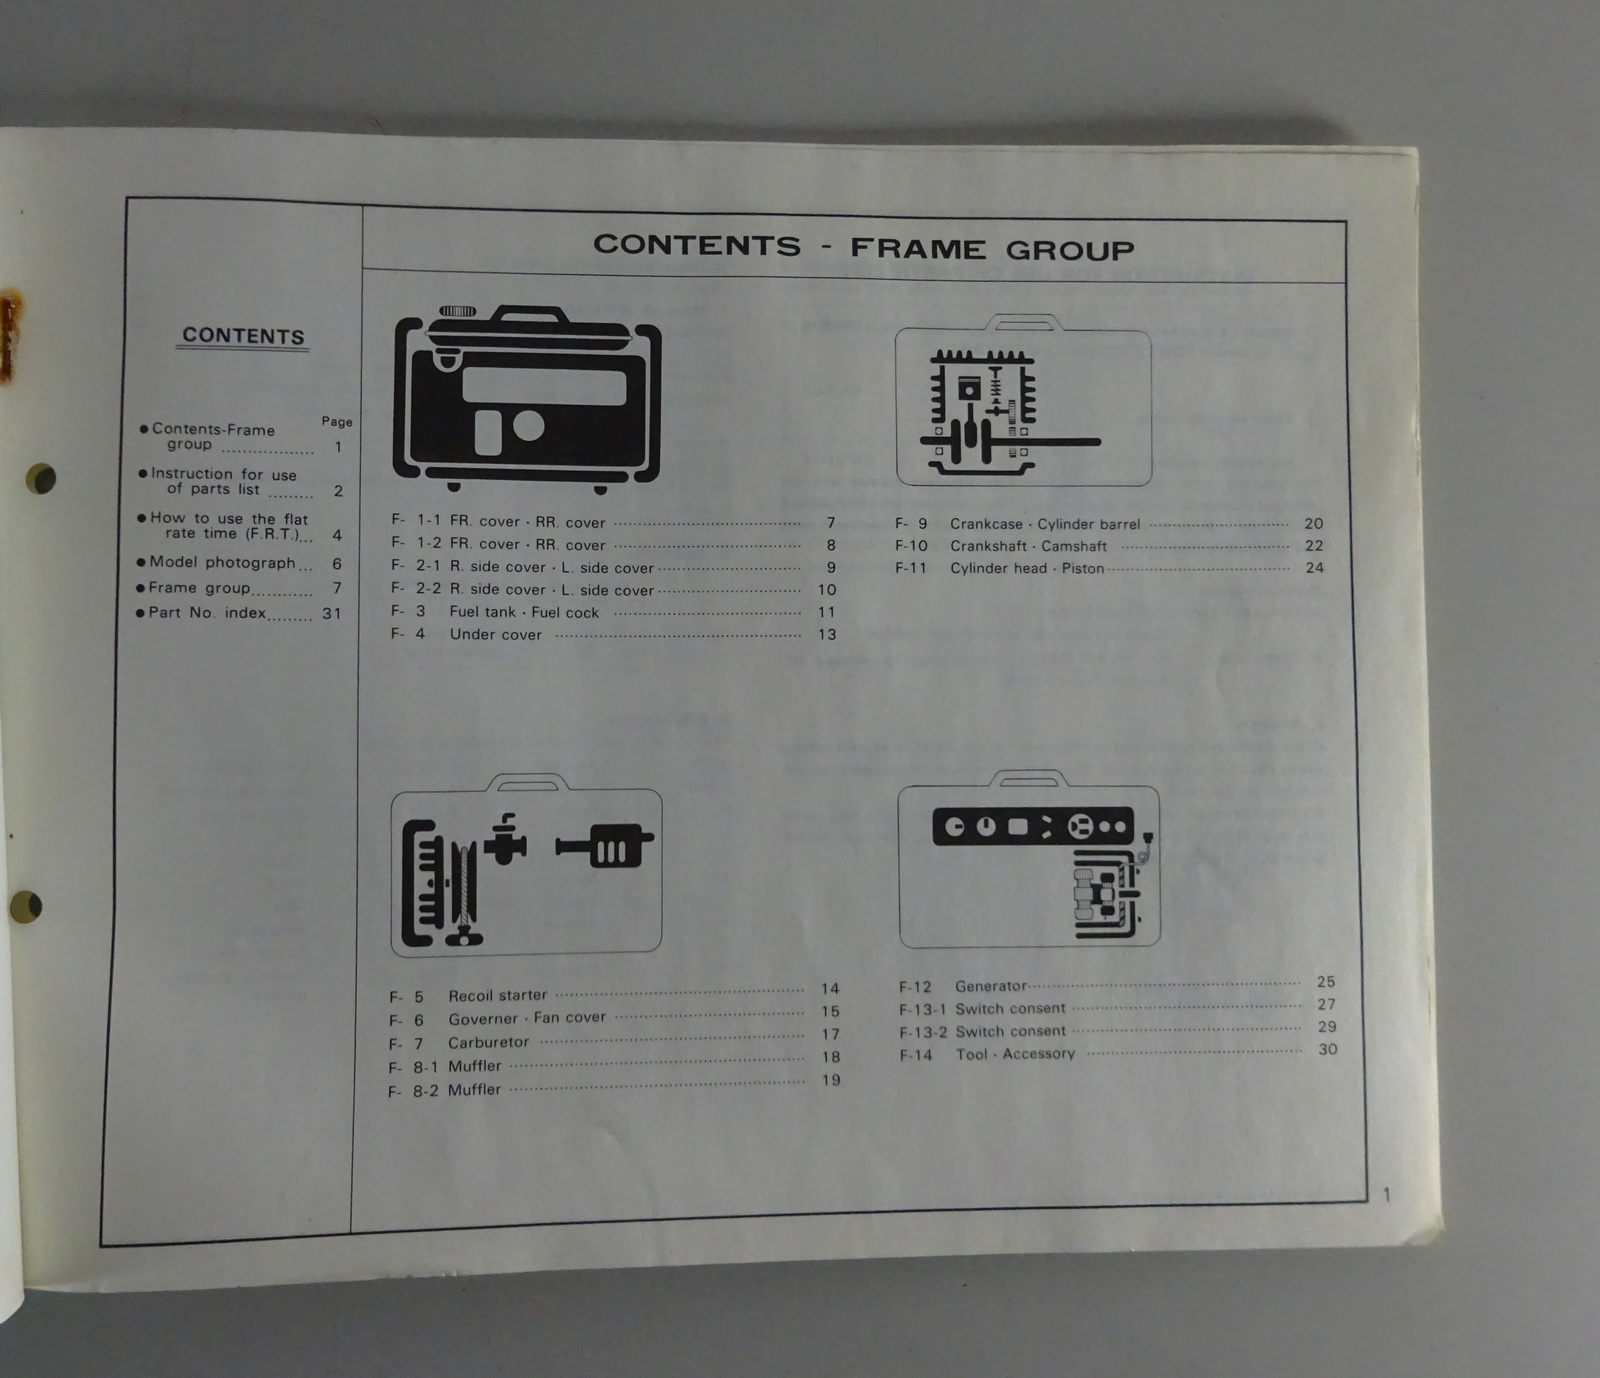 CONTENTS
Page
● Contents-Frame
group .................. 1
● Instruction for use
of parts list ......... 2
● How to use the flat
rate time (F.R.T.)... 4
● Model photograph... 6
● Frame group............ 7
● Part No. index......... 31
CONTENTS - FRAME GROUP
F- 1-1 FR. cover · RR. cover ........ 7
F- 1-2 FR. cover · RR. cover ........ 8
F- 2-1 R. side cover · L. side cover ........ 9
F- 2-2 R. side cover · L. side cover ........ 10
F- 3 Fuel tank · Fuel cock ........ 11
F- 4 Under cover ........ 13
F- 9 Crankcase · Cylinder barrel ........ 20
F-10 Crankshaft · Camshaft ........ 22
F-11 Cylinder head · Piston ........ 24
F- 5 Recoil starter ........ 14
F- 6 Governer · Fan cover ........ 15
F- 7 Carburetor ........ 17
F- 8-1 Muffler ........ 18
F- 8-2 Muffler ........ 19
F-12 Generator ........ 25
F-13-1 Switch consent ........ 27
F-13-2 Switch consent ........ 29
F-14 Tool · Accessory ........ 30
1